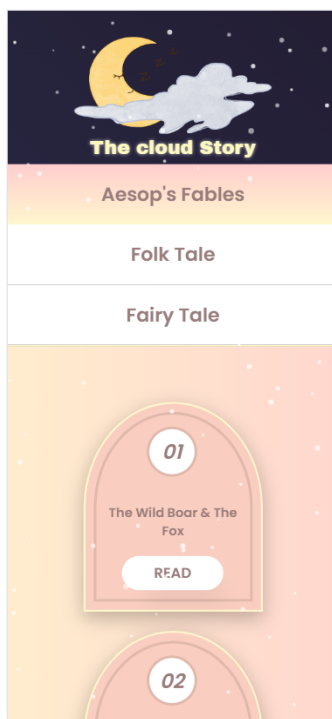 z z z z z
The cloud Story
Aesop's Fables
Folk Tale
Fairy Tale
01
The Wild Boar & The
Fox
READ
02